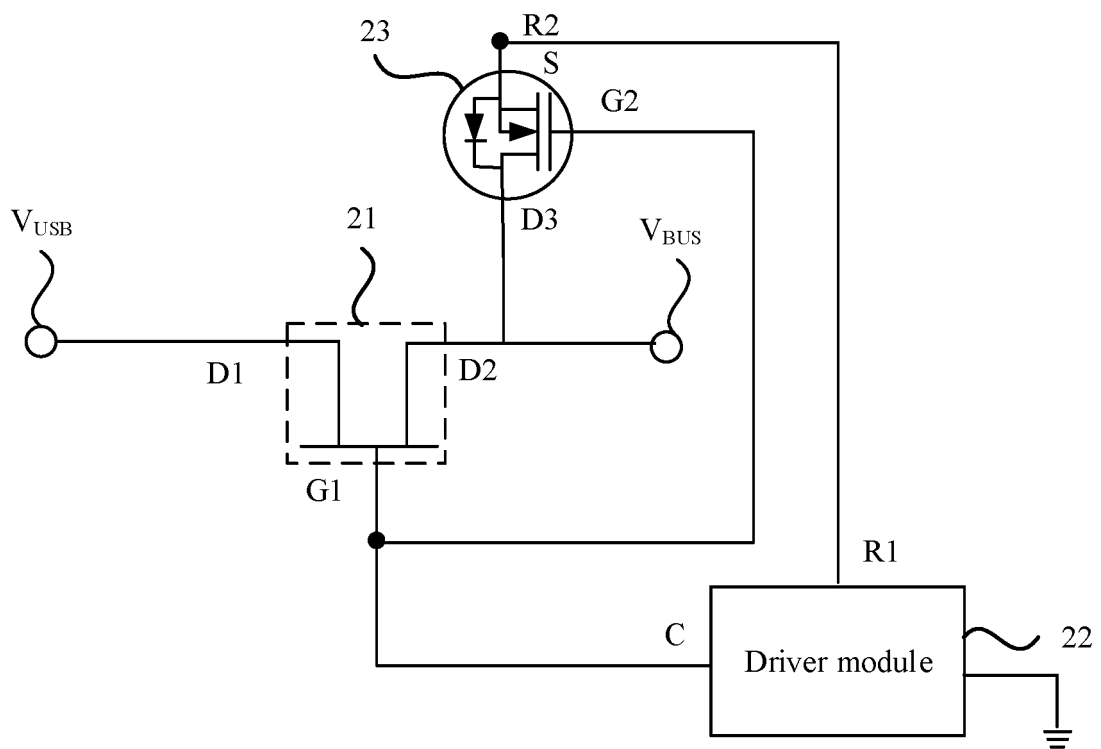 23
R2
S
G2
D3
V_USB
21
V_BUS
D1
D2
G1
R1
C
Driver module
22